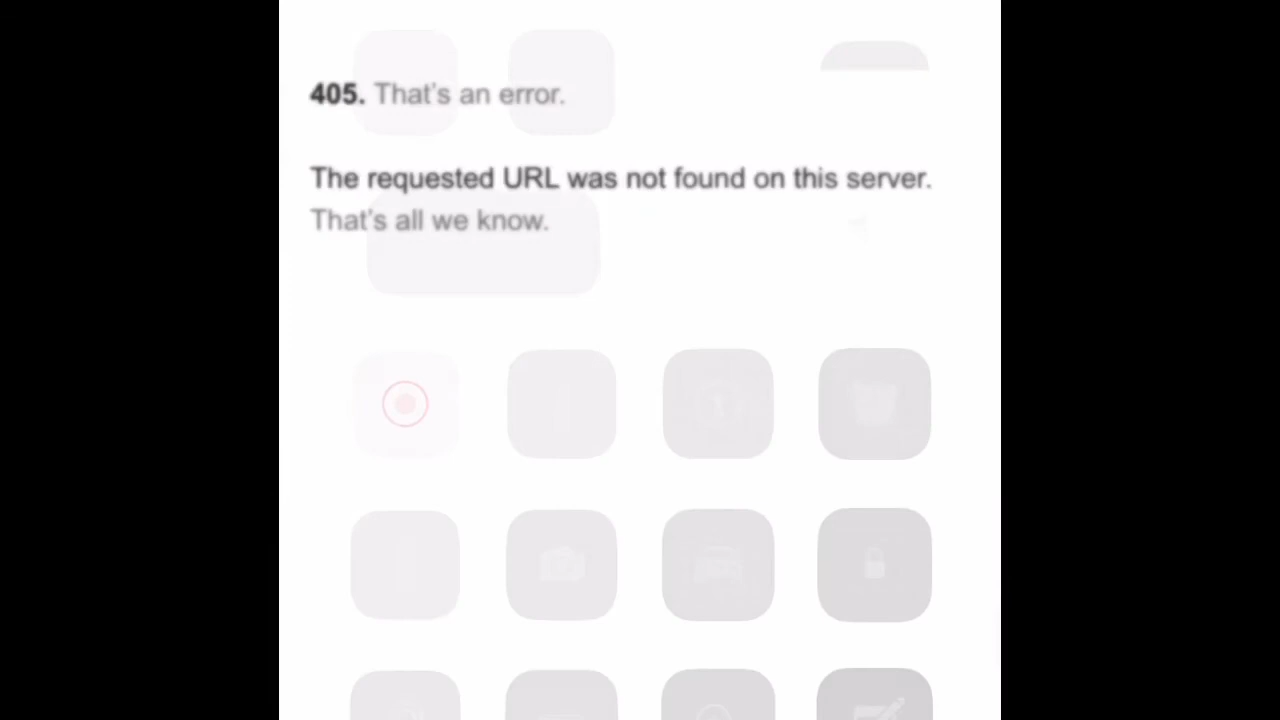 405. That's an error.
The requested URL was not found on this server.
That's all we know.